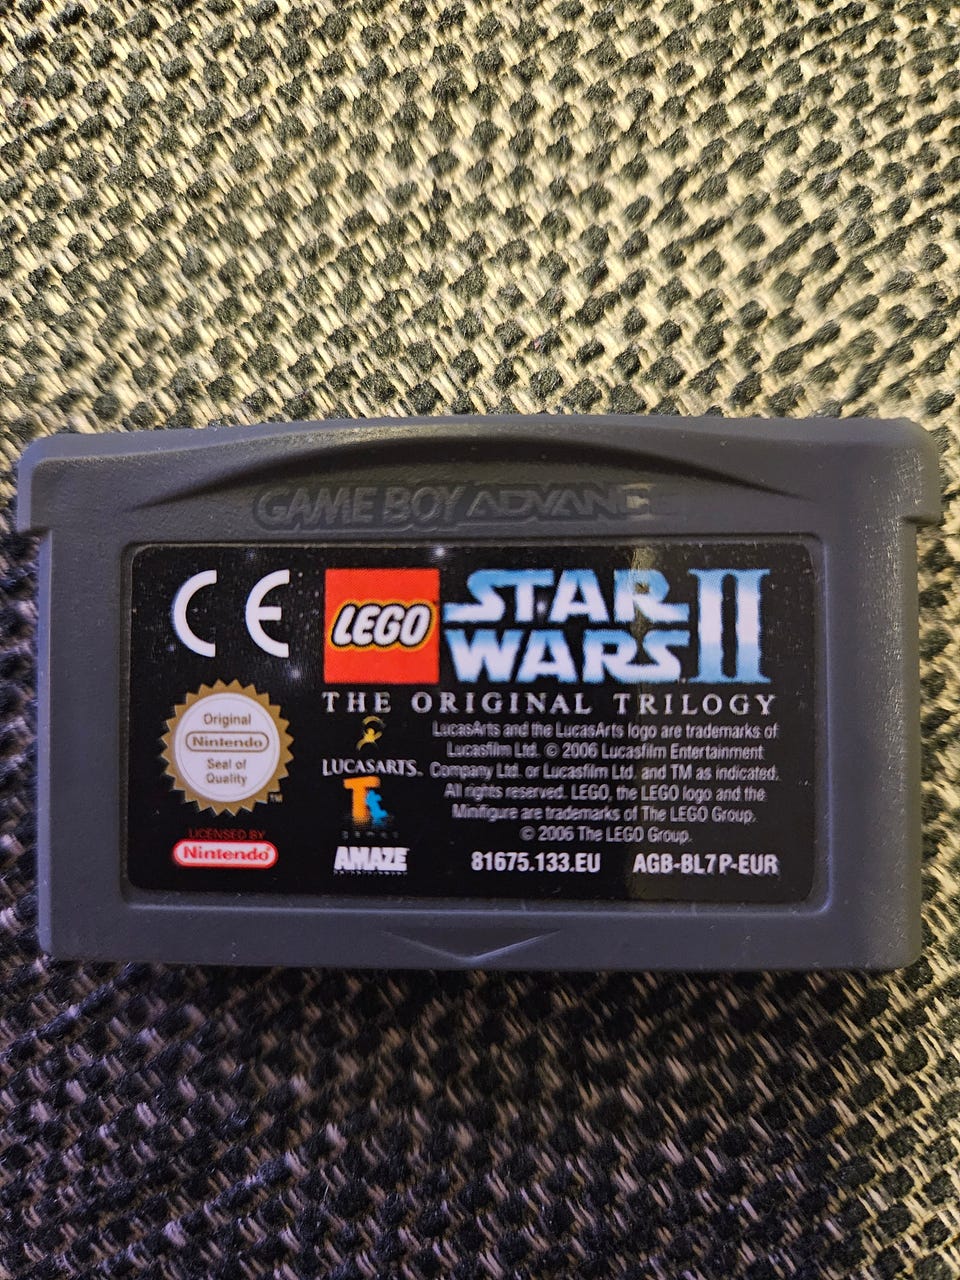 GAME BOY ADVANCE
CE
LEGO
STAR
WARS
II
THE ORIGINAL TRILOGY
Original
Nintendo
Seal of
Quality
TM
LICENSED BY
Nintendo
LUCASARTS.
games
AMAZE
LucasArts and the LucasArts logo are trademarks of
Lucasfilm Ltd. © 2006 Lucasfilm Entertainment
Company Ltd. or Lucasfilm Ltd. and TM as indicated.
All rights reserved. LEGO, the LEGO logo and the
Minifigure are trademarks of The LEGO Group.
© 2006 The LEGO Group.
81675.133.EU AGB-BL7P-EUR